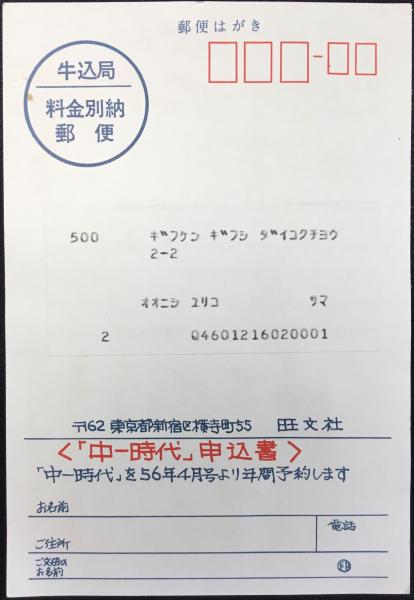 郵便はがき
牛込局
料金別納
郵便
500 ギフケン ギフシ ダイコクチヨウ
2-2
オオニシ ユリコ サマ
2 Q4601216020001
〒162 東京都新宿区横寺町55 旺文社
<「中一時代」申込書>
「中一時代」を56年4月号より年間予約します
お名前
電話
ご住所
ご父母の
お名前
印